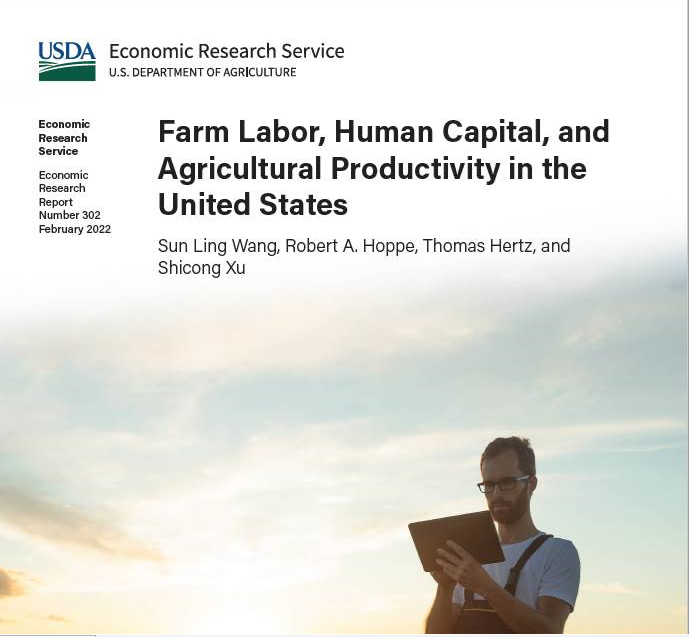 USDA
Economic Research Service
U.S. DEPARTMENT OF AGRICULTURE
Economic
Research
Service
Economic
Research
Report
Number 302
February 2022
Farm Labor, Human Capital, and
Agricultural Productivity in the
United States
Sun Ling Wang, Robert A. Hoppe, Thomas Hertz, and
Shicong Xu